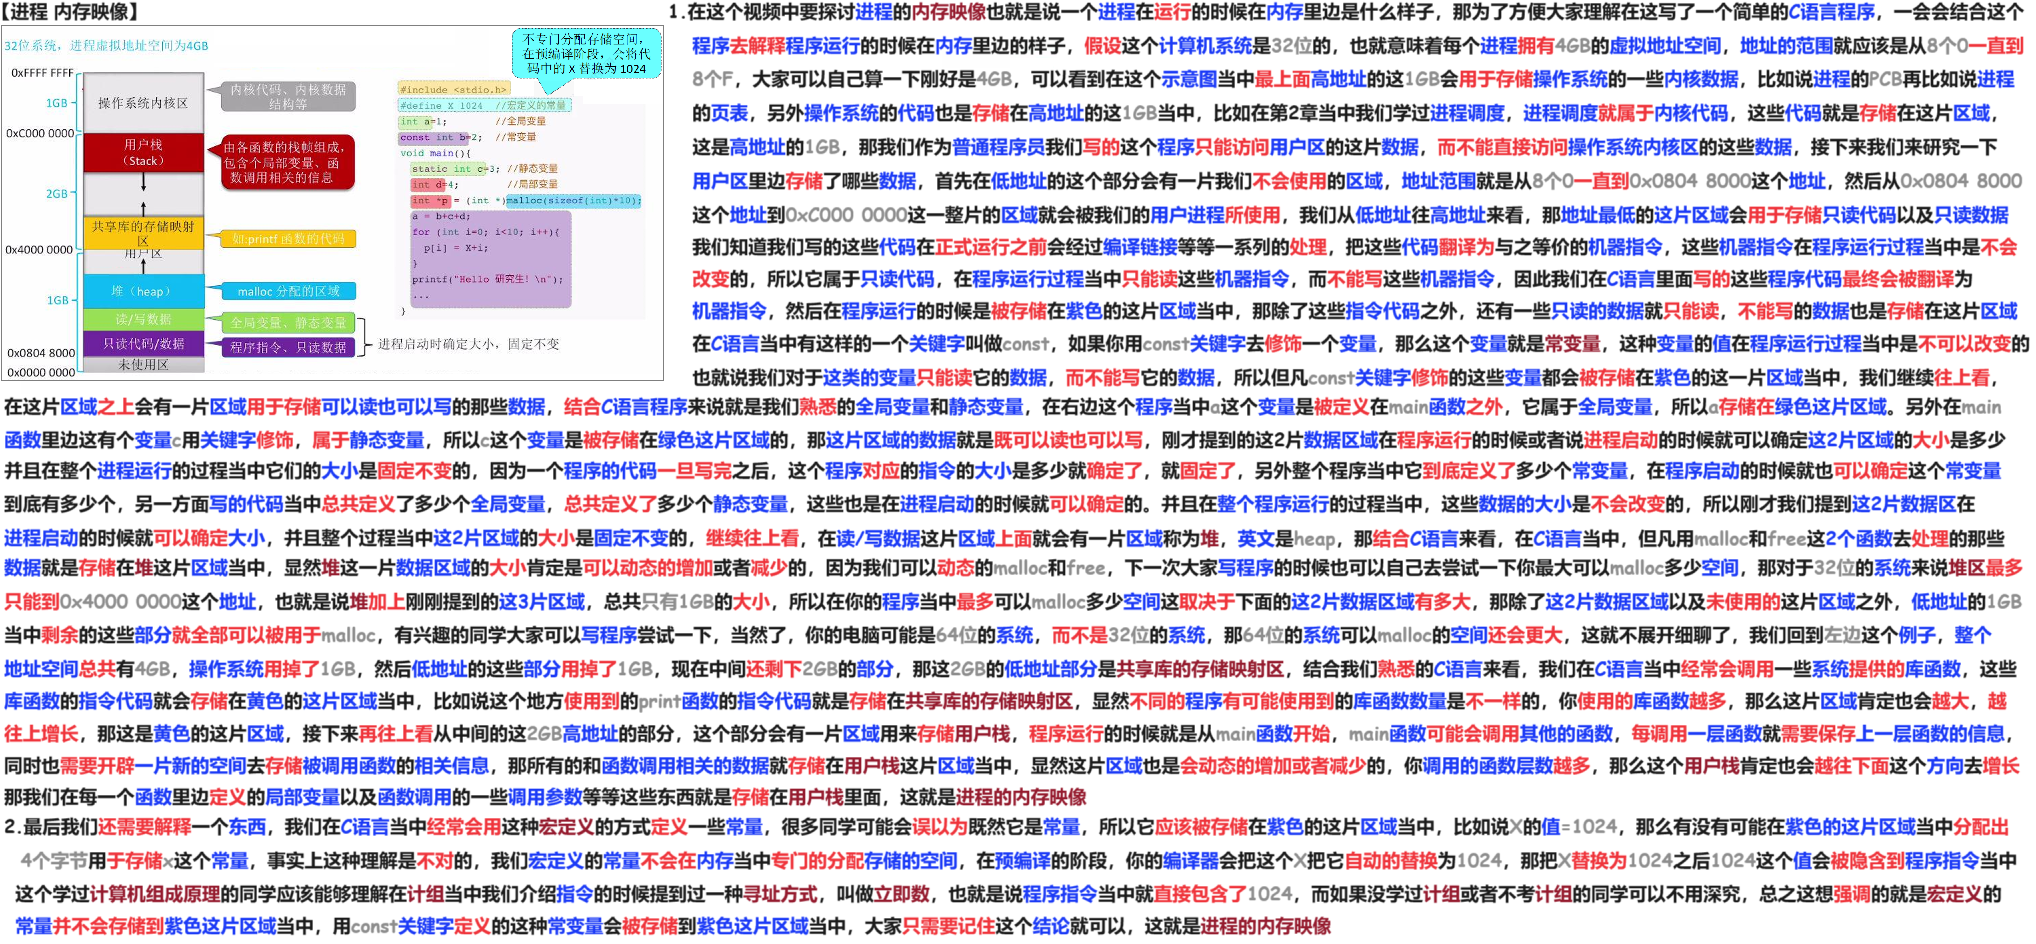 【进程 内存映像】
32位系统，进程虚拟地址空间为4GB
0xFFFF FFFF
1GB
0xC000 0000
2GB
0x4000 0000
1GB
0x0804 8000
0x0000 0000
操作系统内核区
用户栈
（Stack）
共享库的存储映射
区
用户区
堆（heap）
读/写数据
只读代码/数据
未使用区
内核代码、内核数据
结构等
由各函数的栈帧组成，
包含个局部变量、函
数调用相关的信息
如:printf 函数的代码
malloc 分配的区域
全局变量、静态变量
程序指令、只读数据
进程启动时确定大小，固定不变
不专门分配存储空间，
在预编译阶段，会将代
码中的 X 替换为 1024
#include <stdio.h>
#define X 1024 //宏定义的常量
int a=1; //全局变量
const int b=2; //常变量
void main(){
static int c=3; //静态变量
int d=4; //局部变量
int *p = (int *)malloc(sizeof(int)*10);
a = b+c+d;
for (int i=0; i<10; i++){
p[i] = X+i;
}
printf("Hello 研究生! \n");
...
}
1.在这个视频中要探讨进程的内存映像也就是说一个进程在运行的时候在内存里边是什么样子，那为了方便大家理解在这写了一个简单的C语言程序，一会会结合这个
程序去解释程序运行的时候在内存里边的样子，假设这个计算机系统是32位的，也就意味着每个进程拥有4GB的虚拟地址空间，地址的范围就应该是从8个0一直到
8个F，大家可以自己算一下刚好是4GB，可以看到在这个示意图当中最上面高地址的这1GB会用于存储操作系统的一些内核数据，比如说进程的PCB再比如说进程
的页表，另外操作系统的代码也是存储在高地址的这1GB当中，比如在第2章当中我们学过进程调度，进程调度就属于内核代码，这些代码就是存储在这片区域，
这是高地址的1GB，那我们作为普通程序员我们写的这个程序只能访问用户区的这片数据，而不能直接访问操作系统内核区的这些数据，接下来我们来研究一下
用户区里边存储了哪些数据，首先在低地址的这个部分会有一片我们不会使用的区域，地址范围就是从8个0一直到0x0804 8000这个地址，然后从0x0804 8000
这个地址到0xC000 0000这一整片的区域就会被我们的用户进程所使用，我们从低地址往高地址来看，那地址最低的这片区域会用于存储只读代码以及只读数据
我们知道我们写的这些代码在正式运行之前会经过编译链接等等一系列的处理，把这些代码翻译为与之等价的机器指令，这些机器指令在程序运行过程当中是不会
改变的，所以它属于只读代码，在程序运行过程当中只能读这些机器指令，而不能写这些机器指令，因此我们在C语言里面写的这些程序代码最终会被翻译为
机器指令，然后在程序运行的时候是被存储在紫色的这片区域当中，那除了这些指令代码之外，还有一些只读的数据就只能读，不能写的数据也是存储在这片区域
在C语言当中有这样的一个关键字叫做const，如果你用const关键字去修饰一个变量，那么这个变量就是常变量，这种变量的值在程序运行过程当中是不可以改变的
也就说我们对于这类的变量只能读它的数据，而不能写它的数据，所以但凡const关键字修饰的这些变量都会被存储在紫色的这一片区域当中，我们继续往上看，
在这片区域之上会有一片区域用于存储可以读也可以写的那些数据，结合C语言程序来说就是我们熟悉的全局变量和静态变量，在右边这个程序当中a这个变量是被定义在main函数之外，它属于全局变量，所以a存储在绿色这片区域。另外在main
函数里边这有个变量c用关键字修饰，属于静态变量，所以c这个变量是被存储在绿色这片区域的，那这片区域的数据就是既可以读也可以写，刚才提到的这2片数据区域在程序运行的时候或者说进程启动的时候就可以确定这2片区域的大小是多少
并且在整个进程运行的过程当中它们的大小是固定不变的，因为一个程序的代码一旦写完之后，这个程序对应的指令的大小是多少就确定了，就固定了，另外整个程序当中它到底定义了多少个常变量，在程序启动的时候就也可以确定这个常变量
到底有多少个，另一方面写的代码当中总共定义了多少个全局变量，总共定义了多少个静态变量，这些也是在进程启动的时候就可以确定的。并且在整个程序运行的过程当中，这些数据的大小是不会改变的，所以刚才我们提到这2片数据区在
进程启动的时候就可以确定大小，并且整个过程当中这2片区域的大小是固定不变的，继续往上看，在读/写数据这片区域上面就会有一片区域称为堆，英文是heap，那结合C语言来看，在C语言当中，但凡用malloc和free这2个函数去处理的那些
数据就是存储在堆这片区域当中，显然堆这一片数据区域的大小肯定是可以动态的增加或者减少的，因为我们可以动态的malloc和free，下一次大家写程序的时候也可以自己去尝试一下你最大可以malloc多少空间，那对于32位的系统来说堆区最多
只能到0x4000 0000这个地址，也就是说堆加上刚刚提到的这3片区域，总共只有1GB的大小，所以在你的程序当中最多可以malloc多少空间这取决于下面的这2片数据区域有多大，那除了这2片数据区域以及未使用的这片区域之外，低地址的1GB
当中剩余的这些部分就全部可以被用于malloc，有兴趣的同学大家可以写程序尝试一下，当然了，你的电脑可能是64位的系统，而不是32位的系统，那64位的系统可以malloc的空间还会更大，这就不展开细聊了，我们回到左边这个例子，整个
地址空间总共有4GB，操作系统用掉了1GB，然后低地址的这些部分用掉了1GB，现在中间还剩下2GB的部分，那这2GB的低地址部分是共享库的存储映射区，结合我们熟悉的C语言来看，我们在C语言当中经常会调用一些系统提供的库函数，这些
库函数的指令代码就会存储在黄色的这片区域当中，比如说这个地方使用到的print函数的指令代码就是存储在共享库的存储映射区，显然不同的程序有可能使用到的库函数数量是不一样的，你使用的库函数越多，那么这片区域肯定也会越大，越
往上增长，那这是黄色的这片区域，接下来再往上看从中间的这2GB高地址的部分，这个部分会有一片区域用来存储用户栈，程序运行的时候就是从main函数开始，main函数可能会调用其他的函数，每调用一层函数就需要保存上一层函数的信息，
同时也需要开辟一片新的空间去存储被调用函数的相关信息，那所有的和函数调用相关的数据就存储在用户栈这片区域当中，显然这片区域也是会动态的增加或者减少的，你调用的函数层数越多，那么这个用户栈肯定也会越往下面这个方向去增长
那我们在每一个函数里边定义的局部变量以及函数调用的一些调用参数等等这些东西就是存储在用户栈里面，这就是进程的内存映像
2.最后我们还需要解释一个东西，我们在C语言当中经常会用这种宏定义的方式定义一些常量，很多同学可能会误以为既然它是常量，所以它应该被存储在紫色的这片区域当中，比如说X的值=1024，那么有没有可能在紫色的这片区域当中分配出
4个字节用于存储x这个常量，事实上这种理解是不对的，我们宏定义的常量不会在内存当中专门的分配存储的空间，在预编译的阶段，你的编译器会把这个X把它自动的替换为1024，那把X替换为1024之后1024这个值会被隐含到程序指令当中
这个学过计算机组成原理的同学应该能够理解在计组当中我们介绍指令的时候提到过一种寻址方式，叫做立即数，也就是说程序指令当中就直接包含了1024，而如果没学过计组或者不考计组的同学可以不用深究，总之这想强调的就是宏定义的
常量并不会存储到紫色这片区域当中，用const关键字定义的这种常变量会被存储到紫色这片区域当中，大家只需要记住这个结论就可以，这就是进程的内存映像